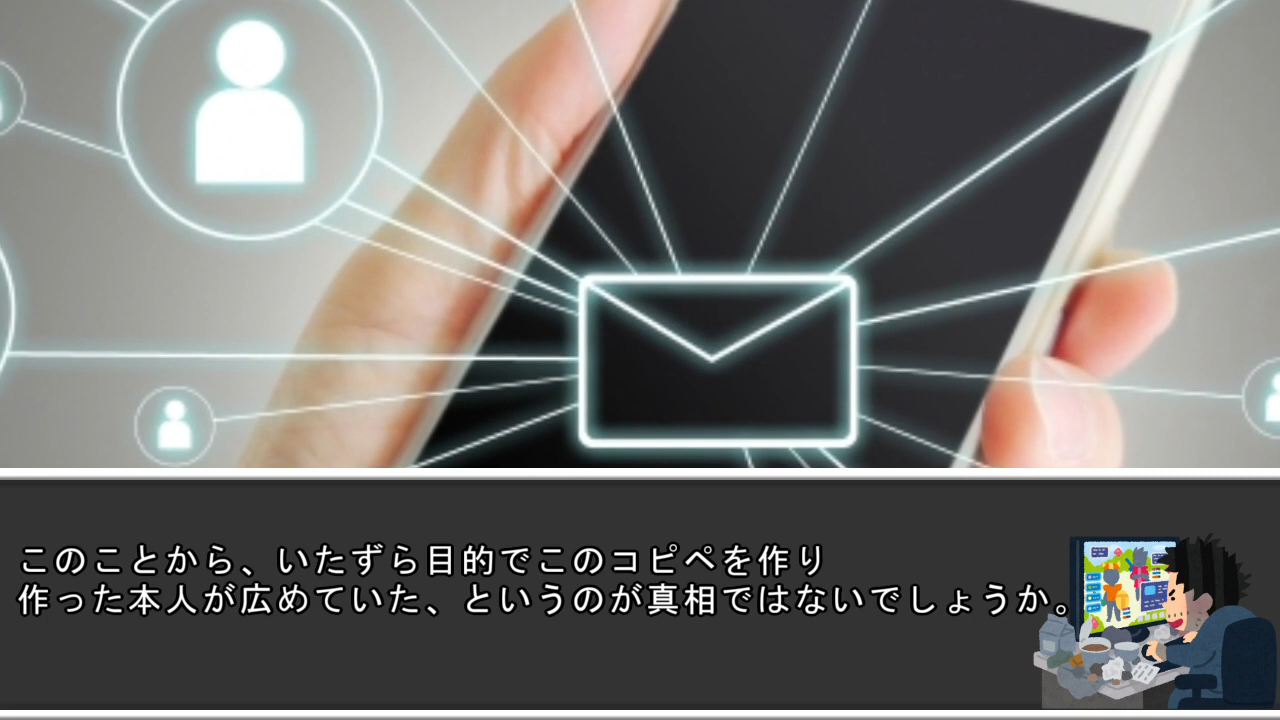 このことから、いたずら目的でこのコピペを作り
作った本人が広めていた、というのが真相ではないでしょうか。